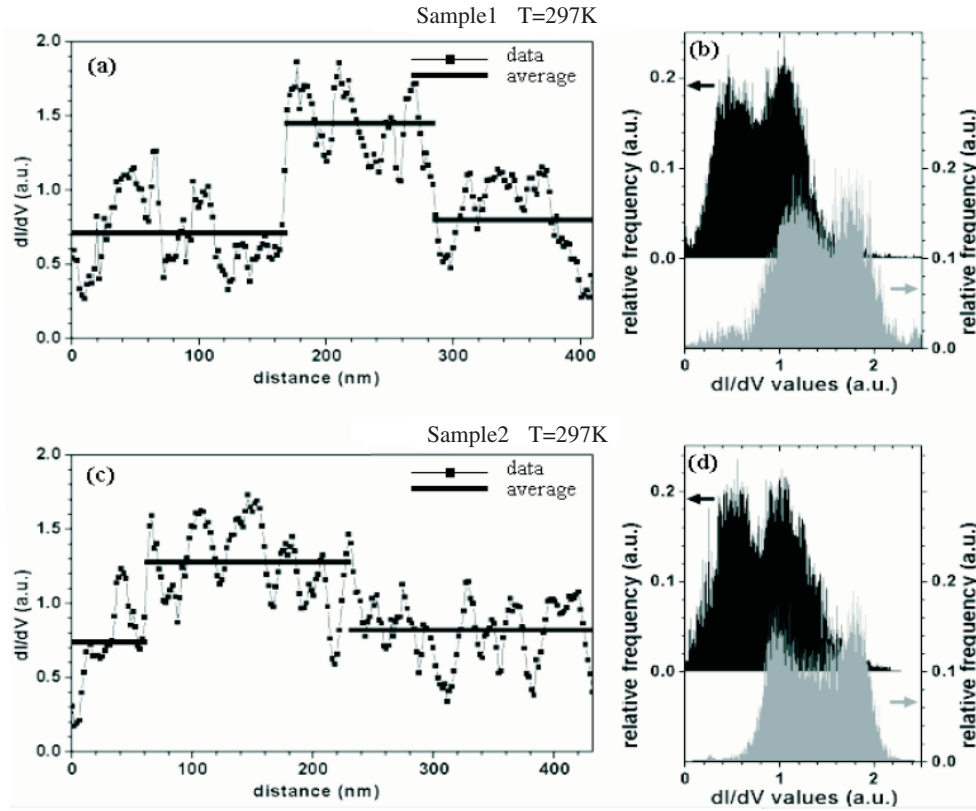 Sample1 T=297K
(a)
data
average
2.0
1.5
1.0
0.5
0.0
dI/dV (a.u.)
0 100 200 300 400
distance (nm)
(b)
relative frequency (a.u.)
0.2
0.1
0.0
0.2
0.1
0.0
relative frequency (a.u.)
0 1 2
dI/dV values (a.u.)
Sample2 T=297K
(c)
data
average
2.0
1.5
1.0
0.5
0.0
dI/dV (a.u.)
0 100 200 300 400
distance (nm)
(d)
relative frequency (a.u.)
0.2
0.1
0.0
0.2
0.1
0.0
relative frequency (a.u.)
0 1 2
dI/dV values (a.u.)